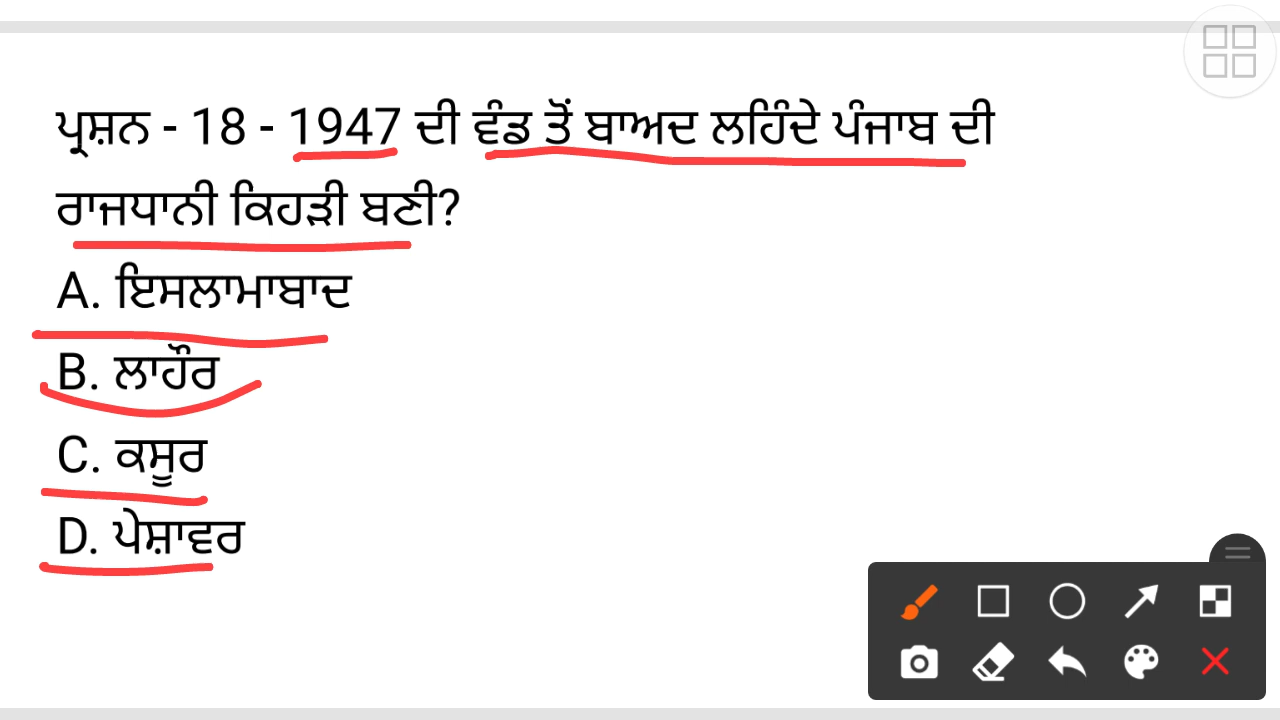 ਪ੍ਰਸ਼ਨ - 18 - 1947 ਦੀ ਵੰਡ ਤੋਂ ਬਾਅਦ ਲਹਿੰਦੇ ਪੰਜਾਬ ਦੀ
ਰਾਜਧਾਨੀ ਕਿਹੜੀ ਬਣੀ?
A. ਇਸਲਾਮਾਬਾਦ
B. ਲਾਹੌਰ
C. ਕਸੂਰ
D. ਪੇਸ਼ਾਵਰ